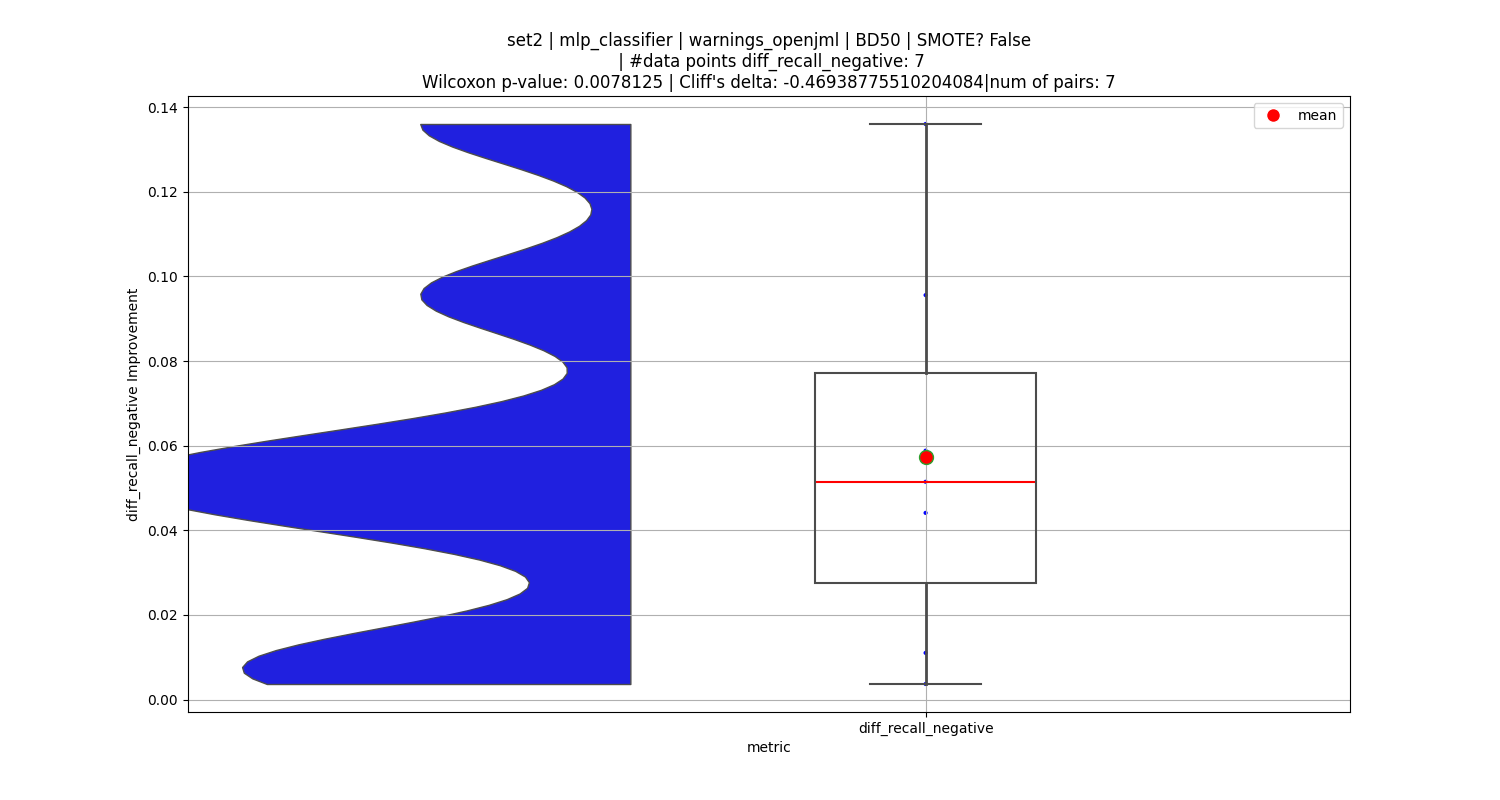 set2 | mlp_classifier | warnings_openjml | BD50 | SMOTE? False
| #data points diff_recall_negative: 7
Wilcoxon p-value: 0.0078125 | Cliff's delta: -0.46938775510204084|num of pairs: 7
mean
0.14
0.12
0.10
0.08
0.06
0.04
0.02
0.00
diff_recall_negative Improvement
diff_recall_negative
metric